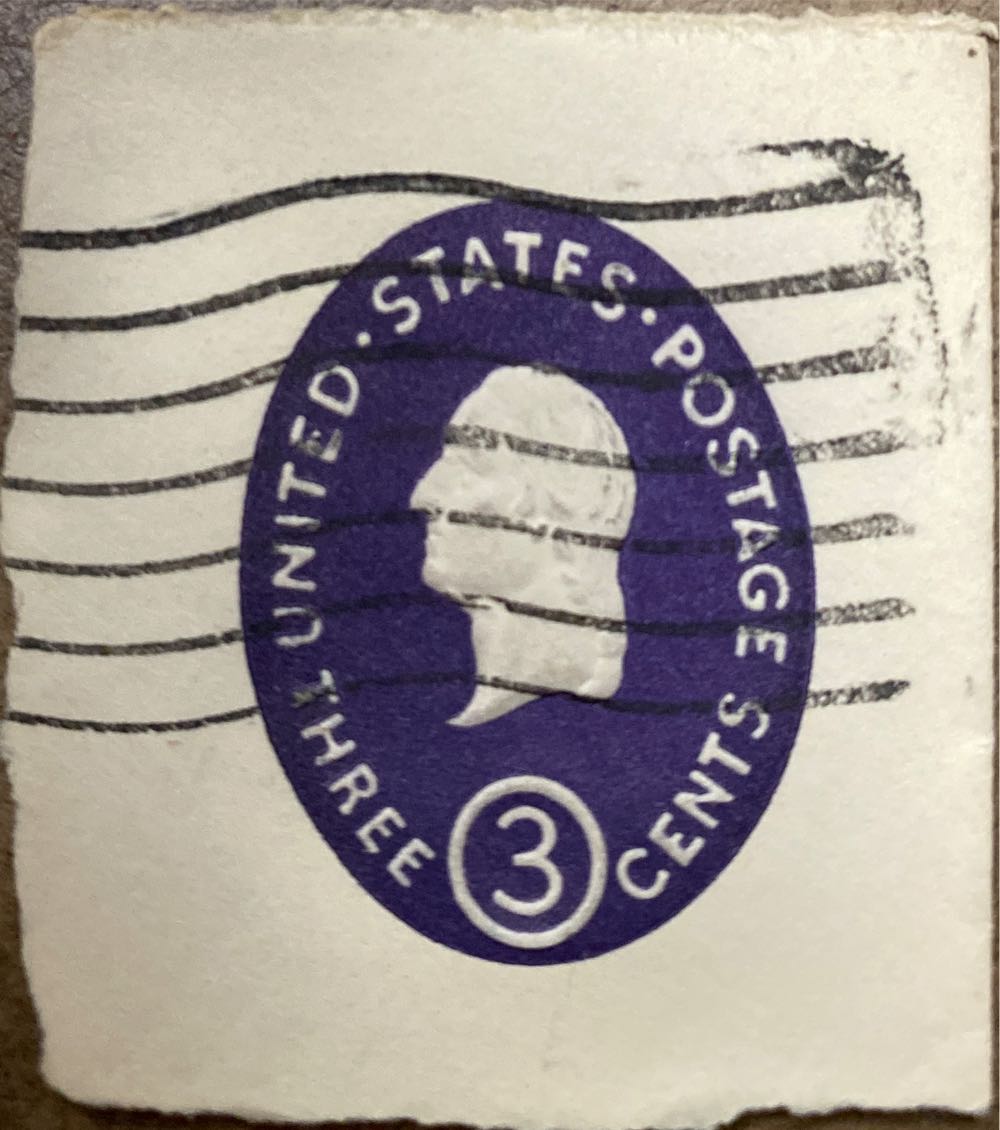 UNITED · STATES · POSTAGE
THREE 3 CENTS